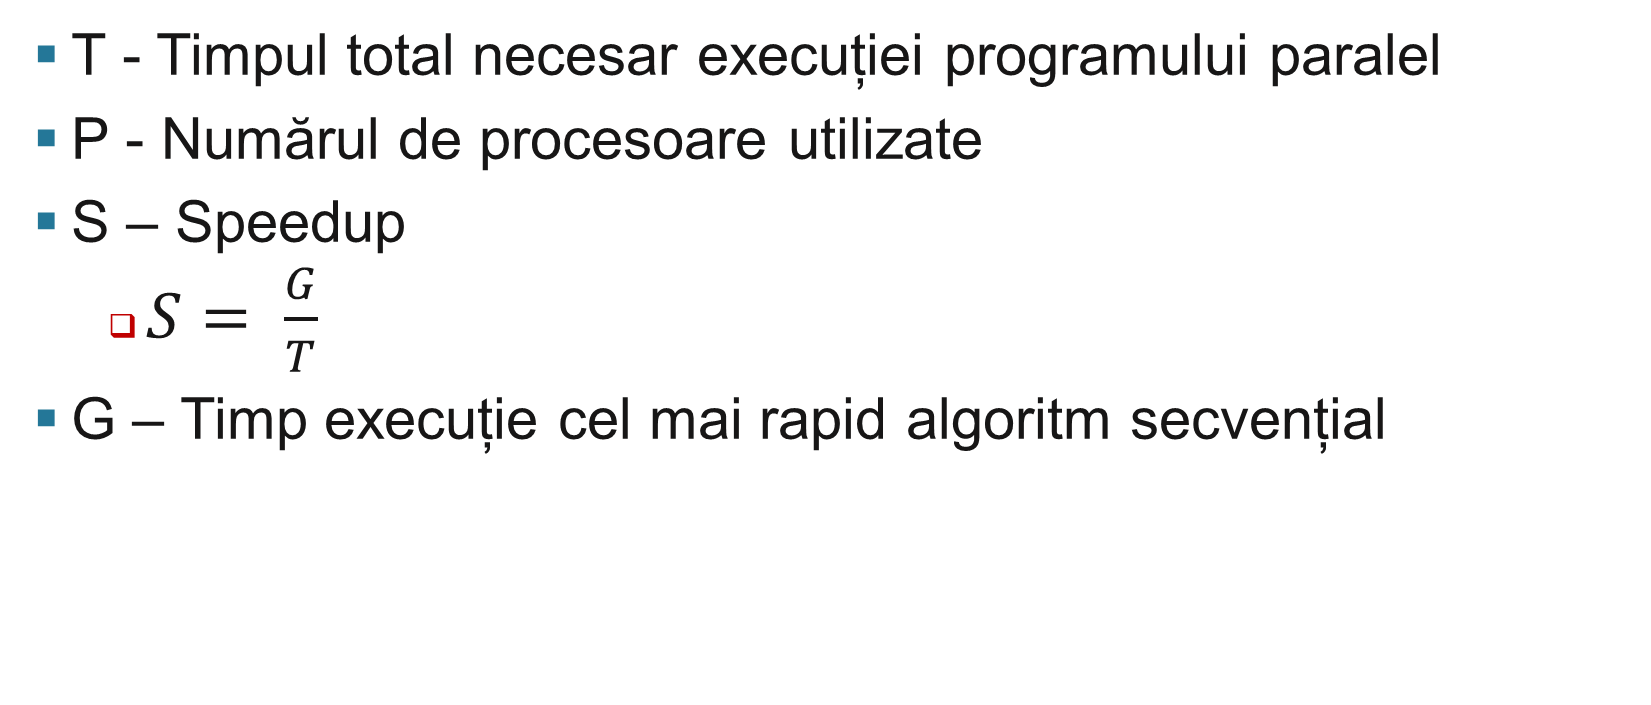 ▪ T - Timpul total necesar execuției programului paralel
▪ P - Numărul de procesoare utilizate
▪ S – Speedup
❑ S = G/T
▪ G – Timp execuție cel mai rapid algoritm secvențial